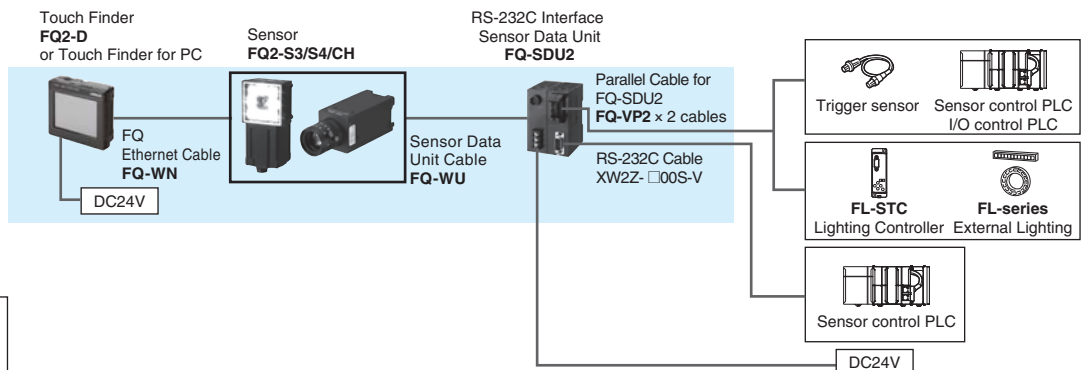 Touch Finder
FQ2-D
or Touch Finder for PC
Sensor
FQ2-S3/S4/CH
RS-232C Interface
Sensor Data Unit
FQ-SDU2
FQ
Ethernet Cable
FQ-WN
DC24V
Sensor Data
Unit Cable
FQ-WU
Parallel Cable for
FQ-SDU2
FQ-VP2 × 2 cables
RS-232C Cable
XW2Z- □00S-V
Trigger sensor
Sensor control PLC
I/O control PLC
FL-STC
Lighting Controller
FL-series
External Lighting
Sensor control PLC
DC24V